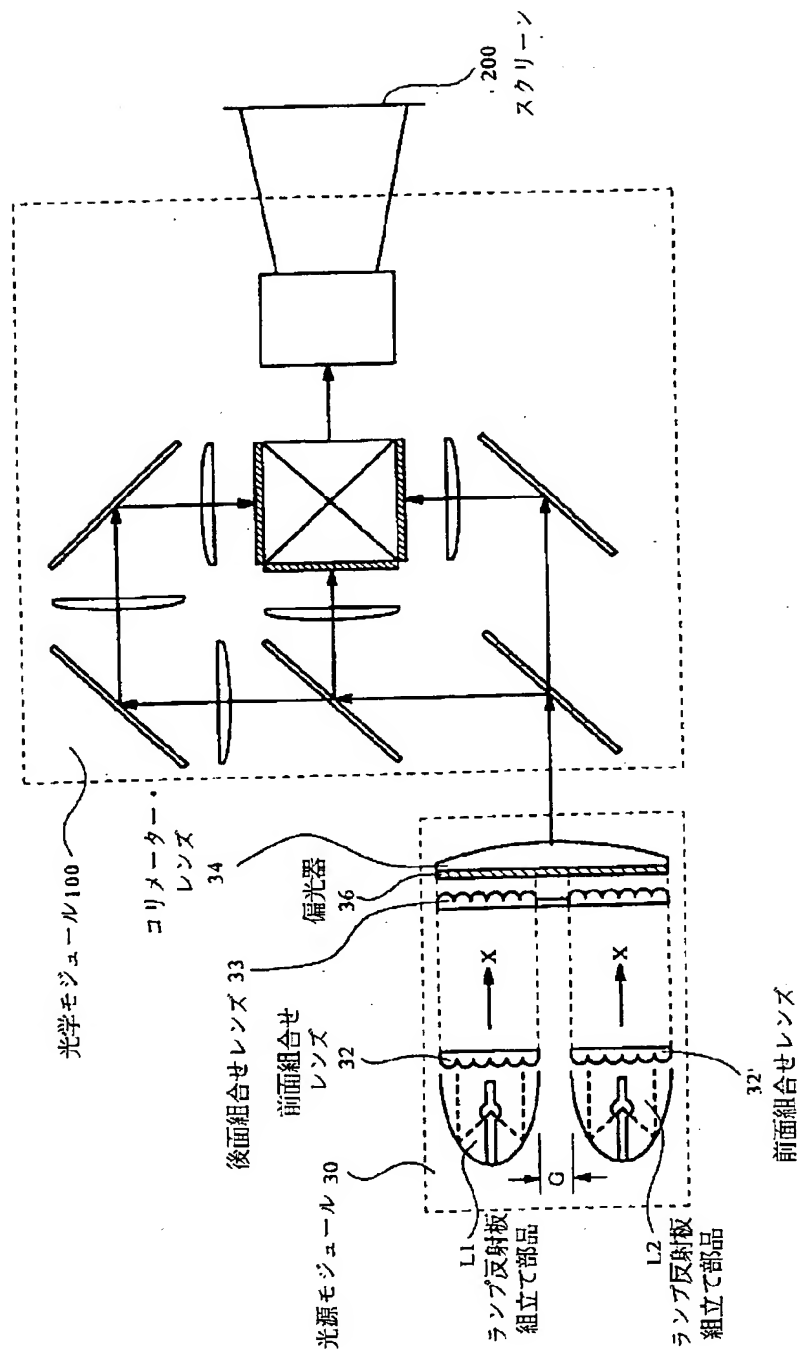 光学モジュール 100
コリメーター・
レンズ
34
偏光器
36
後面組合せレンズ 33
前面組合せ
レンズ
32
光源モジュール 30
L1
ランプ反射板
組立て部品
G
X
X
L2
ランプ反射板
組立て部品
32'
前面組合せレンズ
200
スクリーン